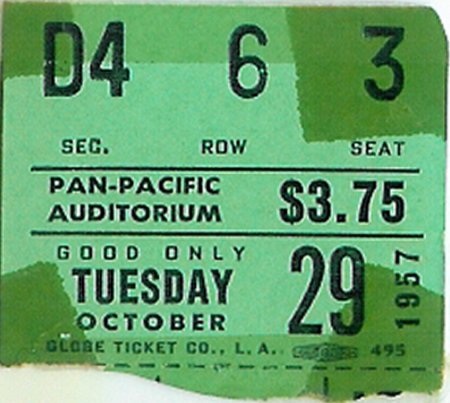 D4 6 3
SEC. ROW SEAT
PAN-PACIFIC
AUDITORIUM
$3.75
GOOD ONLY
TUESDAY
OCTOBER
29
1957
GLOBE TICKET CO., L.A. 495